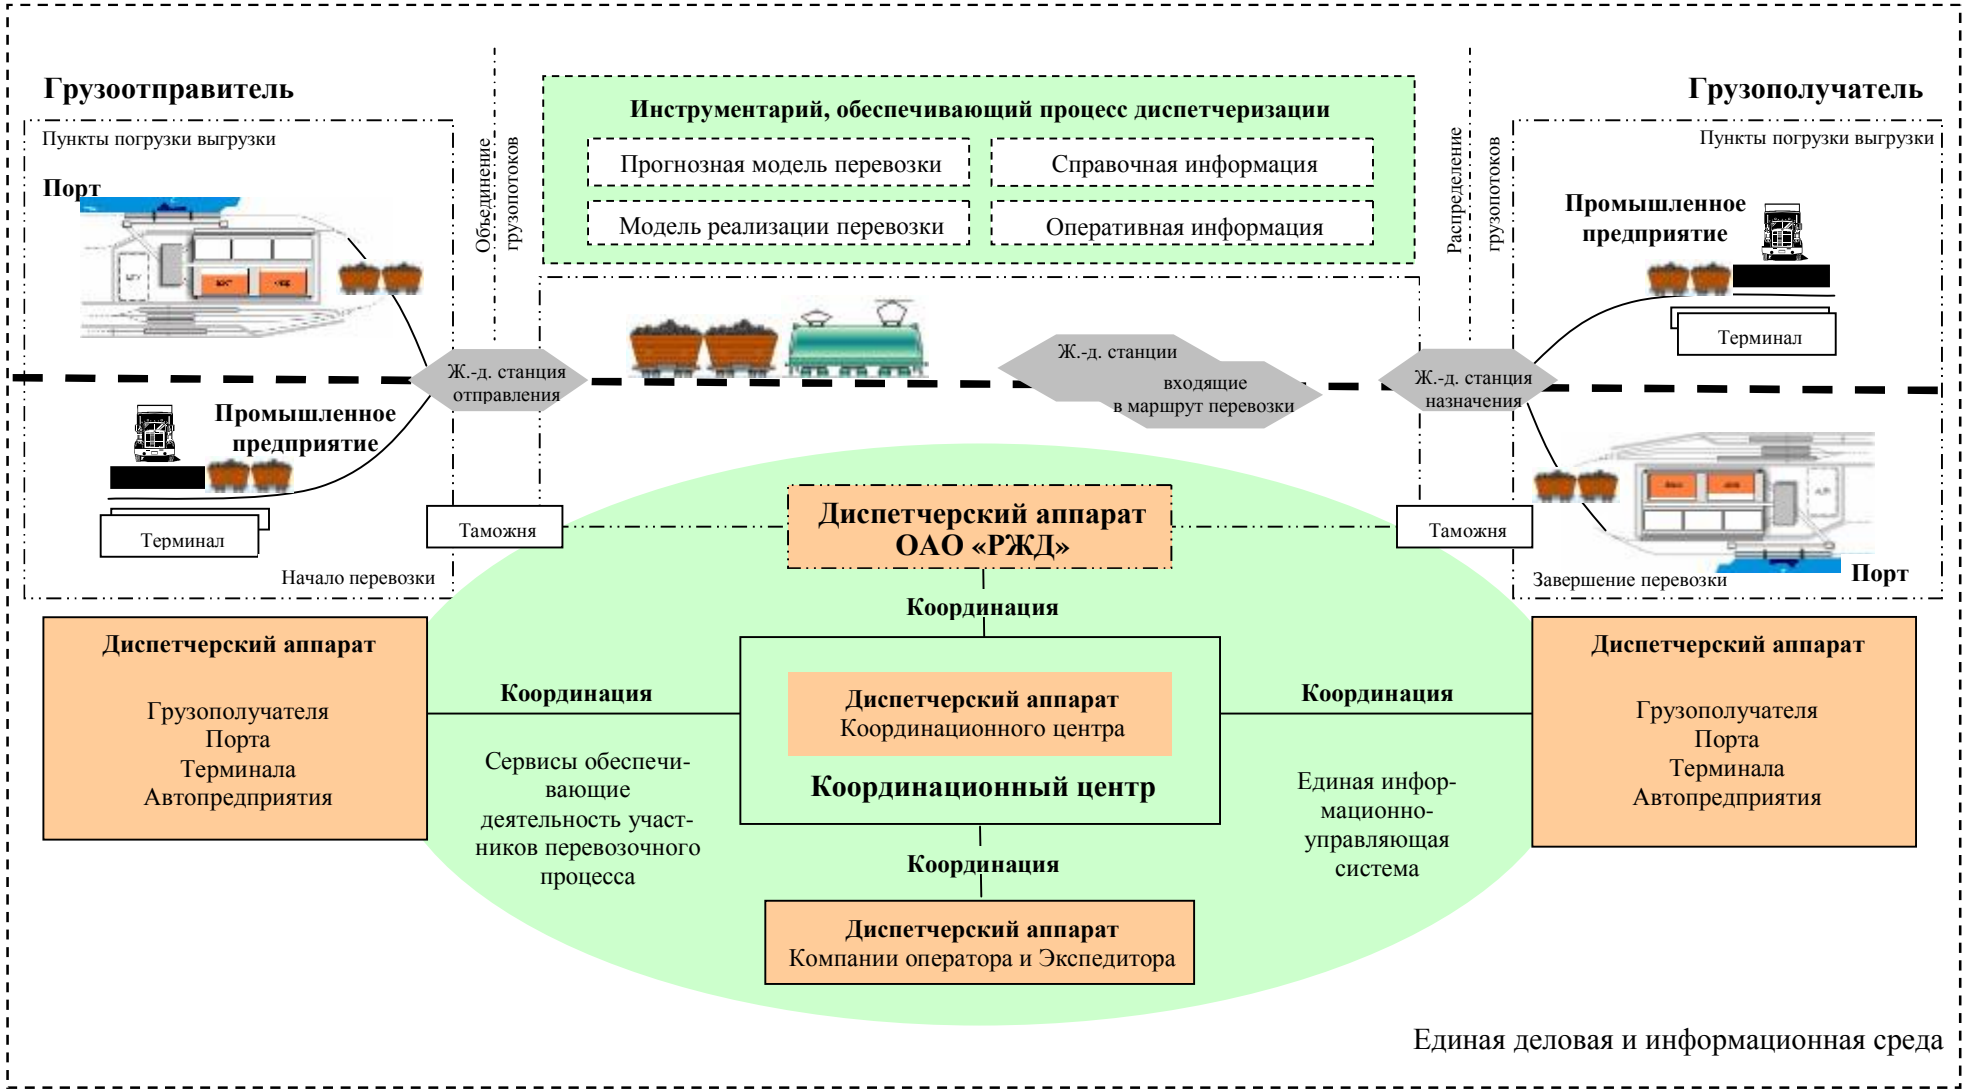 Грузоотправитель
Пункты погрузки выгрузки
Порт
Промышленное
предприятие
Терминал
Начало перевозки
Объединение
грузопотоков
Ж.-д. станция
отправления
Таможня
Инструментарий, обеспечивающий процесс диспетчеризации
Прогнозная модель перевозки
Справочная информация
Модель реализации перевозки
Оперативная информация
Ж.-д. станции
входящие
в маршрут перевозки
Распределение
грузопотоков
Ж.-д. станция
назначения
Таможня
Грузополучатель
Пункты погрузки выгрузки
Промышленное
предприятие
Терминал
Порт
Завершение перевозки
Диспетчерский аппарат
ОАО «РЖД»
Координация
Диспетчерский аппарат
Грузополучателя
Порта
Терминала
Автопредприятия
Координация
Сервисы обеспечи-
вающие
деятельность участ-
ников перевозочного
процесса
Диспетчерский аппарат
Координационного центра
Координационный центр
Координация
Единая инфор-
мационно-
управляющая
система
Диспетчерский аппарат
Грузополучателя
Порта
Терминала
Автопредприятия
Координация
Диспетчерский аппарат
Компании оператора и Экспедитора
Единая деловая и информационная среда